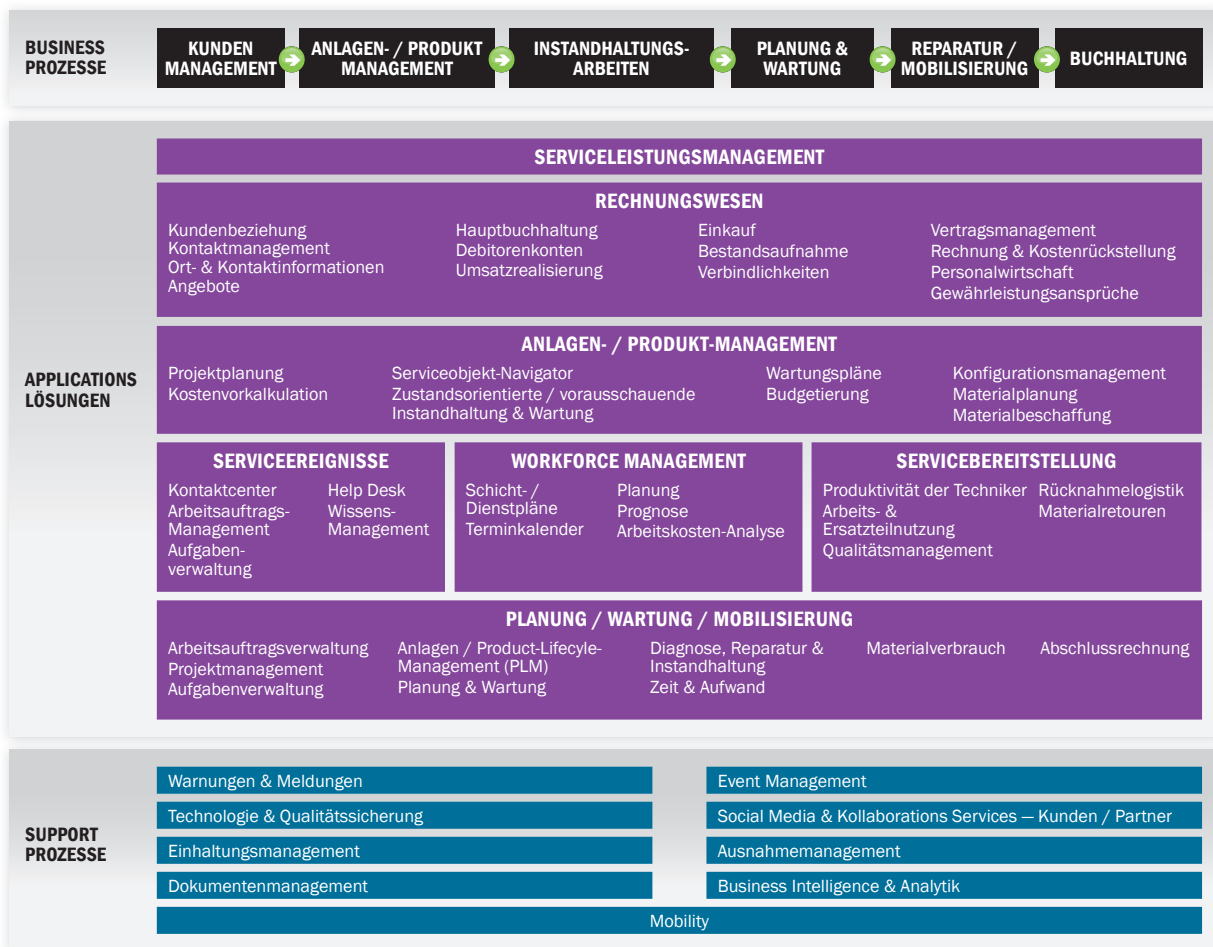 BUSINESS
PROZESSE
KUNDEN
MANAGEMENT
ANLAGEN- / PRODUKT
MANAGEMENT
INSTANDHALTUNGS-
ARBEITEN
PLANUNG &
WARTUNG
REPARATUR /
MOBILISIERUNG
BUCHHALTUNG
APPLICATIONS
LÖSUNGEN
SERVICELEISTUNGSMANAGEMENT
RECHNUNGSWESEN
Kundenbeziehung
Kontaktmanagement
Ort- & Kontaktinformationen
Angebote
Hauptbuchhaltung
Debitorenkonten
Umsatzrealisierung
Einkauf
Bestandsaufnahme
Verbindlichkeiten
Vertragsmanagement
Rechnung & Kostenrückstellung
Personalwirtschaft
Gewährleistungsansprüche
ANLAGEN- / PRODUKT-MANAGEMENT
Projektplanung
Kostenvorkalkulation
Serviceobjekt-Navigator
Zustandsorientierte / vorausschauende
Instandhaltung & Wartung
Wartungspläne
Budgetierung
Konfigurationsmanagement
Materialplanung
Materialbeschaffung
SERVICEEREIGNISSE
Kontaktcenter
Arbeitsauftrags-
Management
Aufgaben-
verwaltung
Help Desk
Wissens-
Management
WORKFORCE MANAGEMENT
Schicht- /
Dienstpläne
Terminkalender
Planung
Prognose
Arbeitskosten-Analyse
SERVICEBEREITSTELLUNG
Produktivität der Techniker
Arbeits- &
Ersatzteilnutzung
Qualitätsmanagement
Rücknahmelogistik
Materialretouren
PLANUNG / WARTUNG / MOBILISIERUNG
Arbeitsauftragsverwaltung
Projektmanagement
Aufgabenverwaltung
Anlagen / Product-Lifecyle-
Management (PLM)
Planung & Wartung
Diagnose, Reparatur &
Instandhaltung
Zeit & Aufwand
Materialverbrauch
Abschlussrechnung
SUPPORT
PROZESSE
Warnungen & Meldungen
Technologie & Qualitätssicherung
Einhaltungsmanagement
Dokumentenmanagement
Event Management
Social Media & Kollaborations Services — Kunden / Partner
Ausnahmemanagement
Business Intelligence & Analytik
Mobility